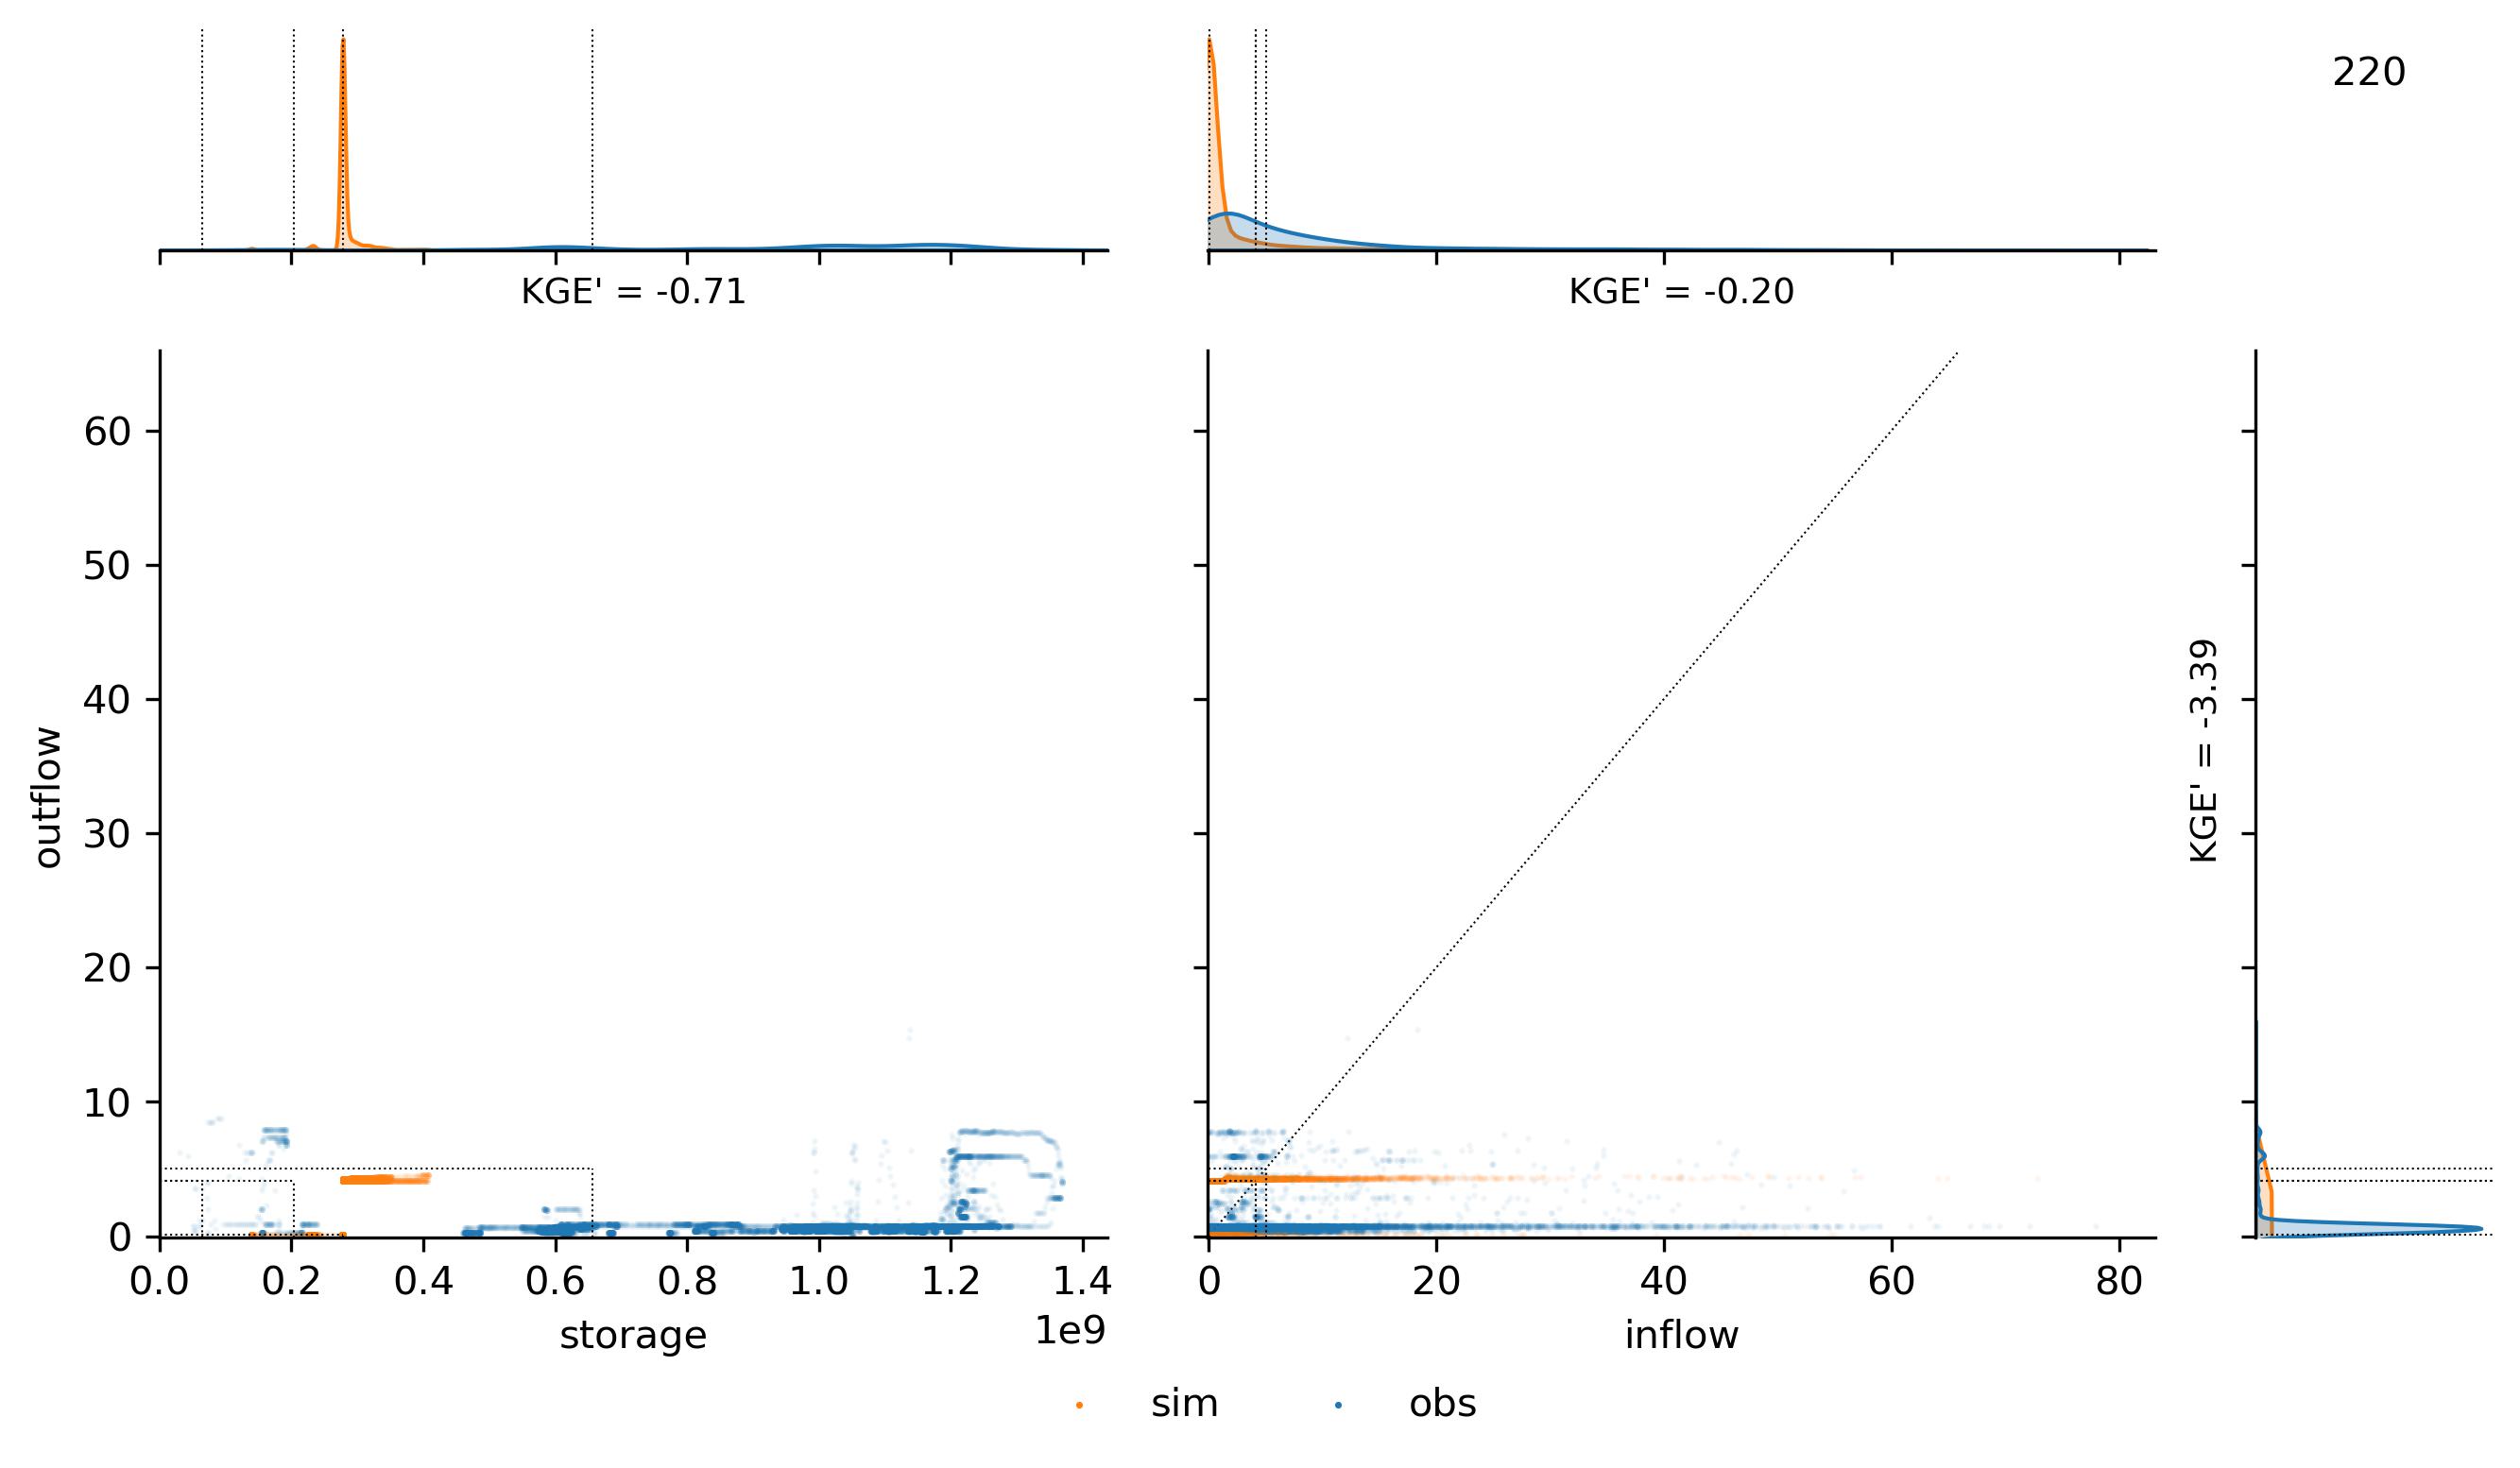 220
KGE' = -0.71
KGE' = -0.20
outflow
60
50
40
30
20
10
0
KGE' = -3.39
0.0 0.2 0.4 0.6 0.8 1.0 1.2 1.4
1e9
storage
0 20 40 60 80
inflow
sim obs